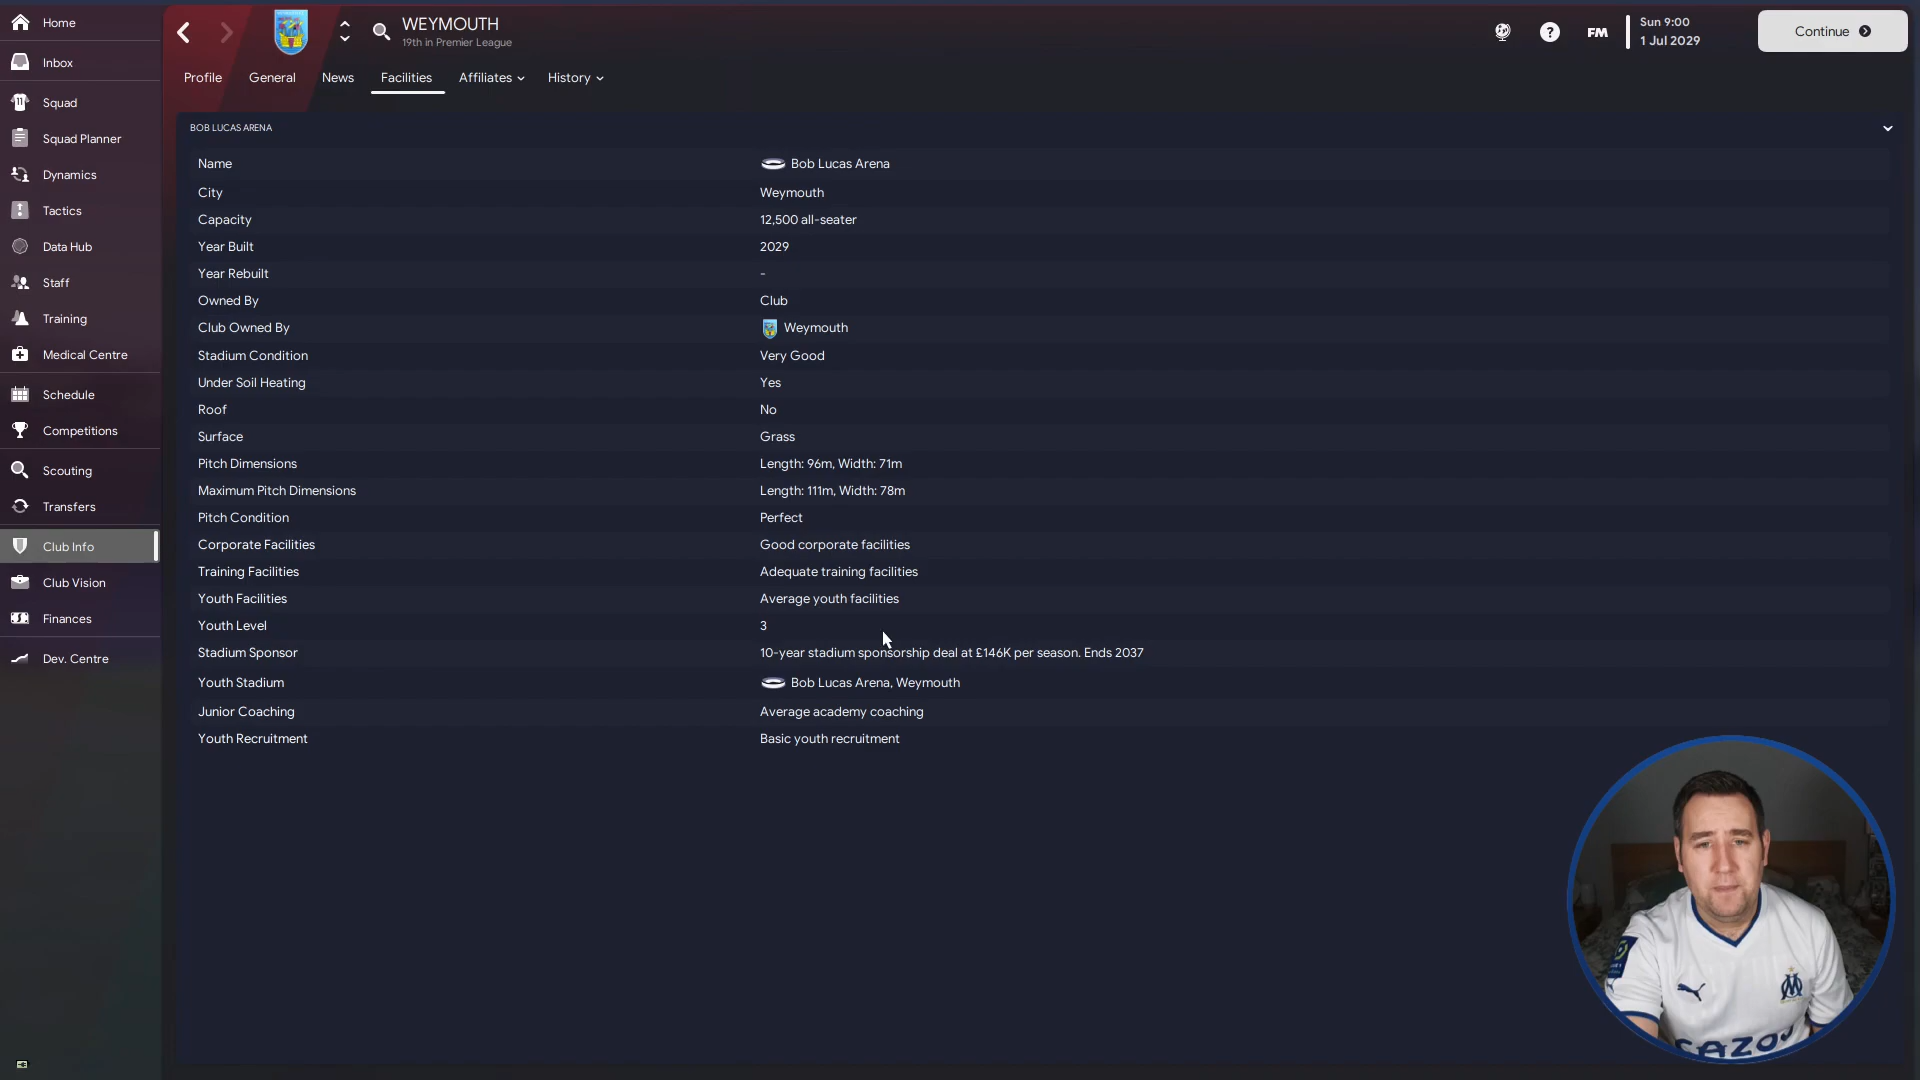 Home
Inbox
Squad
Squad Planner
Dynamics
Tactics
Data Hub
Staff
Training
Medical Centre
Schedule
Competitions
Scouting
Transfers
Club Info
Club Vision
Finances
Dev. Centre
WEYMOUTH
19th in Premier League
FM
Sun 9:00
1 Jul 2029
Continue
Profile General News Facilities Affiliates History
BOB LUCAS ARENA
Name Bob Lucas Arena
City Weymouth
Capacity 12,500 all-seater
Year Built 2029
Year Rebuilt -
Owned By Club
Club Owned By Weymouth
Stadium Condition Very Good
Under Soil Heating Yes
Roof No
Surface Grass
Pitch Dimensions Length: 96m, Width: 71m
Maximum Pitch Dimensions Length: 111m, Width: 78m
Pitch Condition Perfect
Corporate Facilities Good corporate facilities
Training Facilities Adequate training facilities
Youth Facilities Average youth facilities
Youth Level 3
Stadium Sponsor 10-year stadium sponsorship deal at £146K per season. Ends 2037
Youth Stadium Bob Lucas Arena, Weymouth
Junior Coaching Average academy coaching
Youth Recruitment Basic youth recruitment
CAZOO